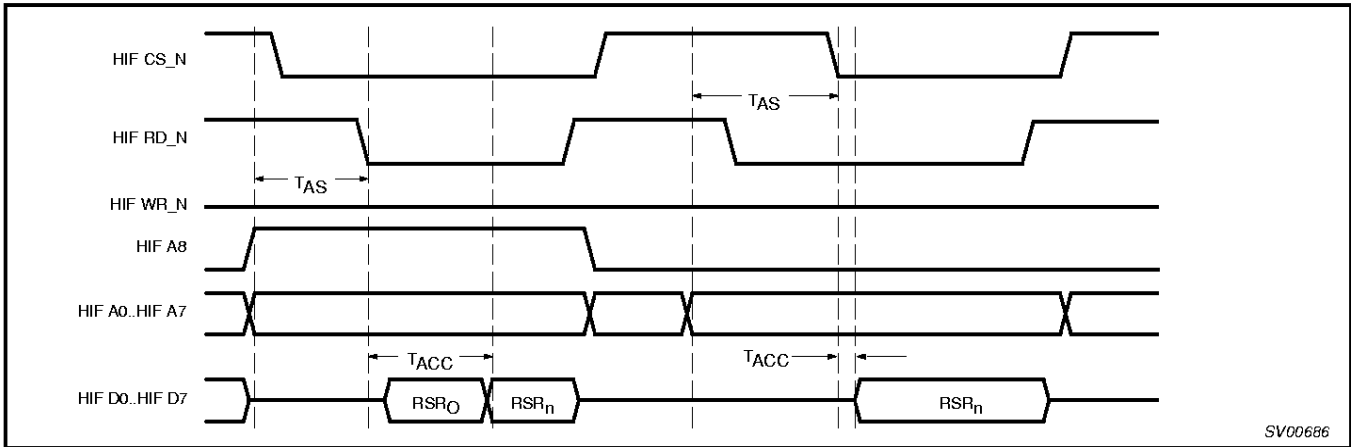 HIF CS_N
TAS
HIF RD_N
TAS
HIF WR_N
HIF A8
HIF A0..HIF A7
TACC
TACC
HIF D0..HIF D7
RSRO
RSRn
RSRn
SV00686